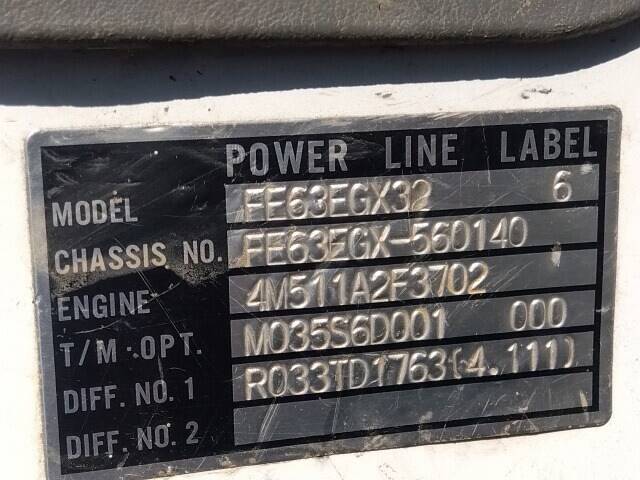 POWER LINE LABEL
MODEL FE63EGX32 6
CHASSIS NO. FE63EGX-560140
ENGINE 4M511A2F3702
T/M·OPT. M035S6D001 000
DIFF. NO. 1 R033TD1763(4.111)
DIFF. NO. 2